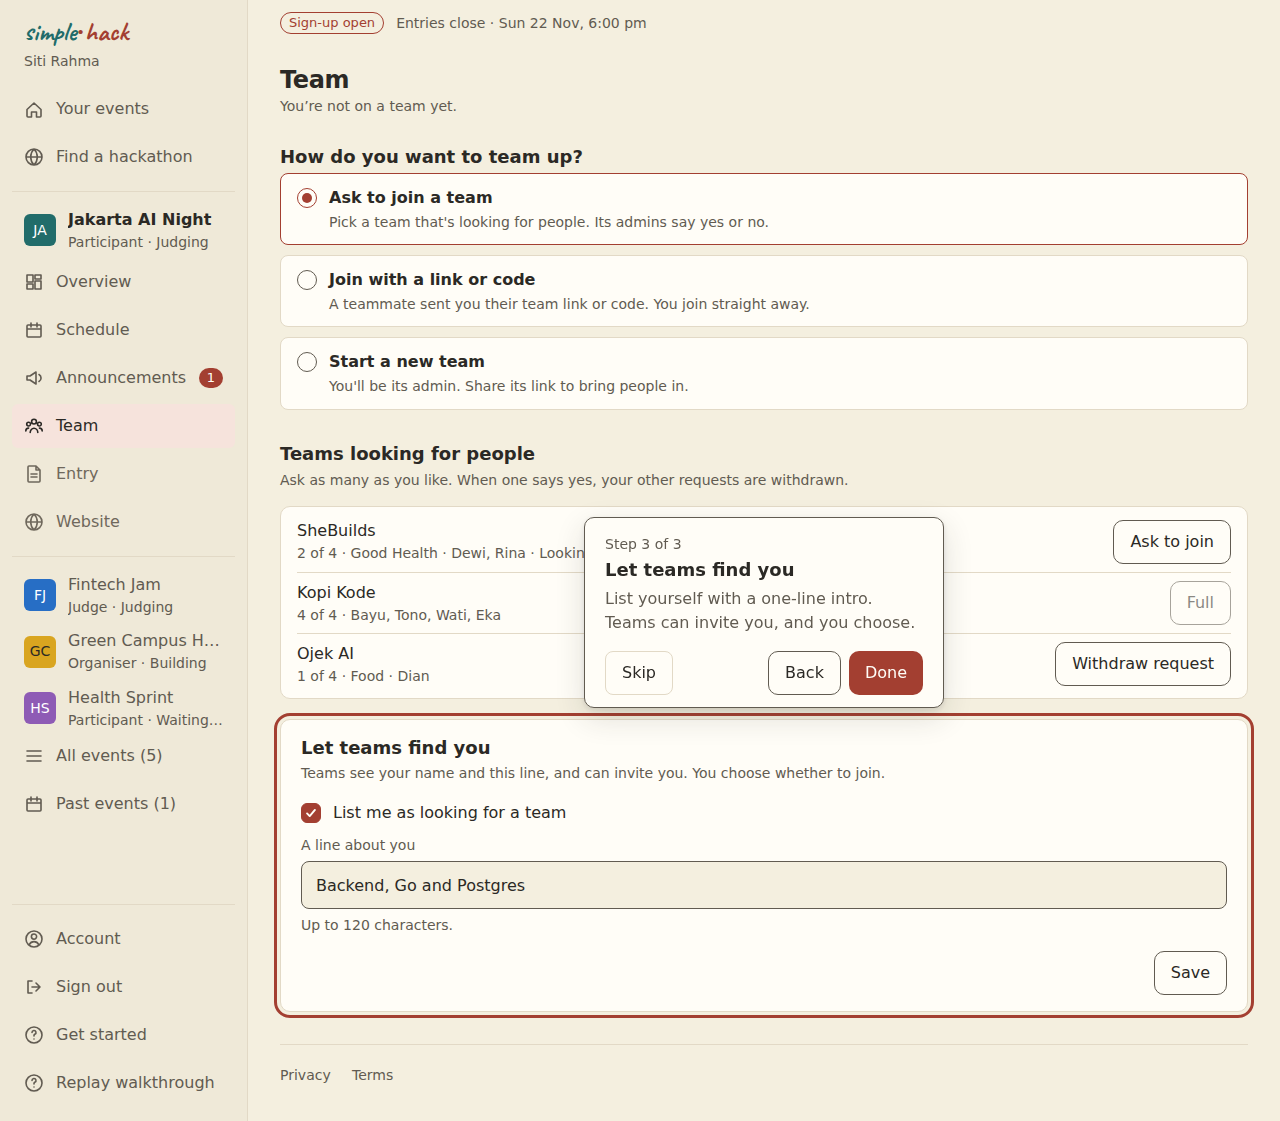 simple·hack
Siti Rahma
Your events
Find a hackathon
JA
Jakarta AI Night
Participant · Judging
Overview
Schedule
Announcements 1
Team
Entry
Website
FJ
Fintech Jam
Judge · Judging
GC
Green Campus H…
Organiser · Building
HS
Health Sprint
Participant · Waiting…
All events (5)
Past events (1)
Account
Sign out
Get started
Replay walkthrough
Sign-up open Entries close · Sun 22 Nov, 6:00 pm
Team
You’re not on a team yet.
How do you want to team up?
Ask to join a team
Pick a team that's looking for people. Its admins say yes or no.
Join with a link or code
A teammate sent you their team link or code. You join straight away.
Start a new team
You'll be its admin. Share its link to bring people in.
Teams looking for people
Ask as many as you like. When one says yes, your other requests are withdrawn.
SheBuilds
2 of 4 · Good Health · Dewi, Rina ·
Ask to join
Kopi Kode
4 of 4 · Bayu, Tono, Wati, Eka
Full
Ojek AI
1 of 4 · Food · Dian
Withdraw request
Step 3 of 3
Let teams find you
List yourself with a one-line intro.
Teams can invite you, and you choose.
Skip Back Done
Let teams find you
Teams see your name and this line, and can invite you. You choose whether to join.
List me as looking for a team
A line about you
Backend, Go and Postgres
Up to 120 characters.
Save
Privacy Terms